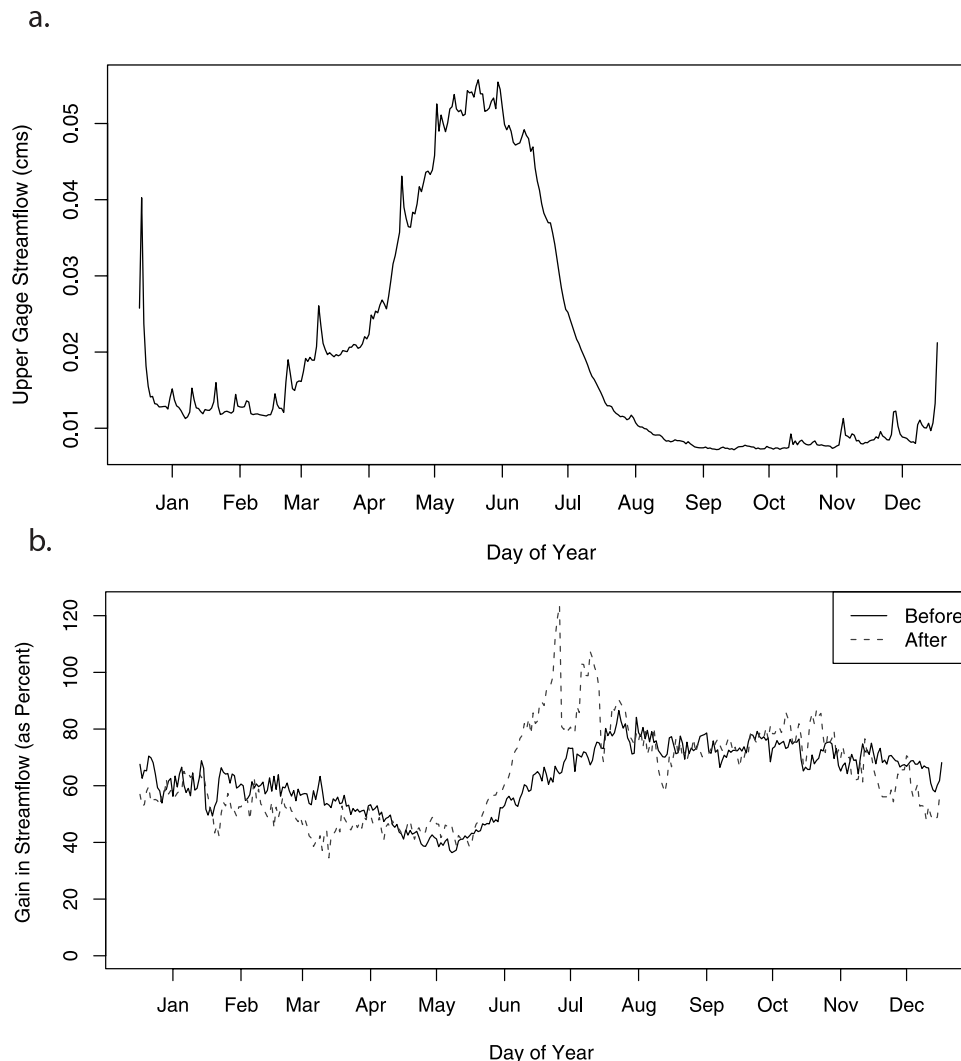 a.
Upper Gage Streamflow (cms)
0.05
0.04
0.03
0.02
0.01
Jan Feb Mar Apr May Jun Jul Aug Sep Oct Nov Dec
Day of Year
b.
Gain in Streamflow (as Percent)
120
100
80
60
40
20
0
Before
After
Jan Feb Mar Apr May Jun Jul Aug Sep Oct Nov Dec
Day of Year